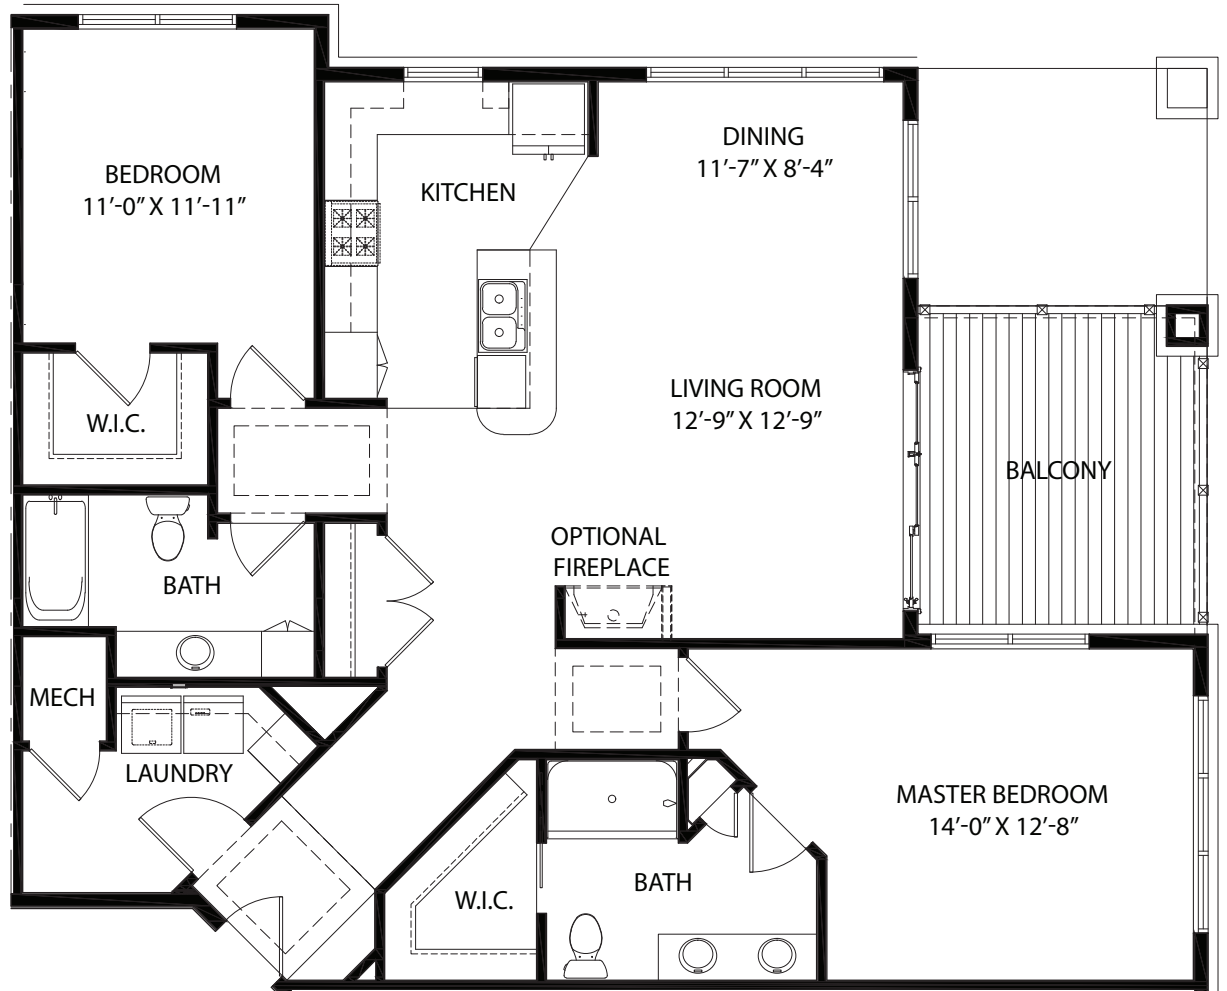 BEDROOM
11'-0" X 11'-11"
KITCHEN
DINING
11'-7" X 8'-4"
W.I.C.
LIVING ROOM
12'-9" X 12'-9"
BALCONY
OPTIONAL
FIREPLACE
BATH
MECH
LAUNDRY
MASTER BEDROOM
14'-0" X 12'-8"
W.I.C.
BATH